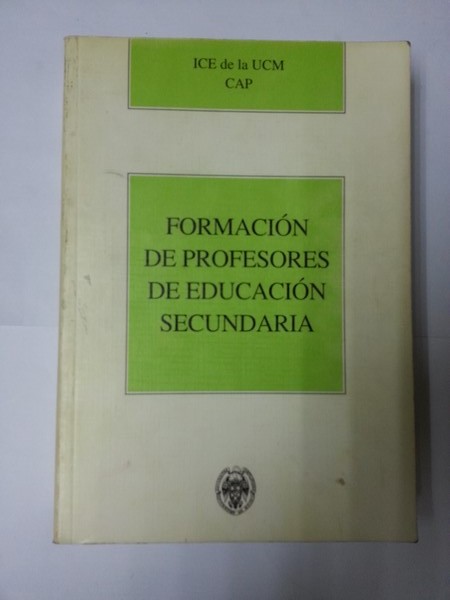 ICE de la UCM
CAP
FORMACIÓN
DE PROFESORES
DE EDUCACIÓN
SECUNDARIA